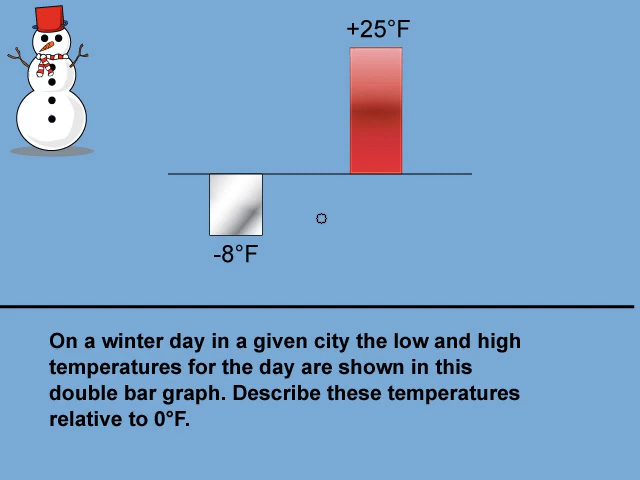 +25°F
-8°F
On a winter day in a given city the low and high
temperatures for the day are shown in this
double bar graph. Describe these temperatures
relative to 0°F.